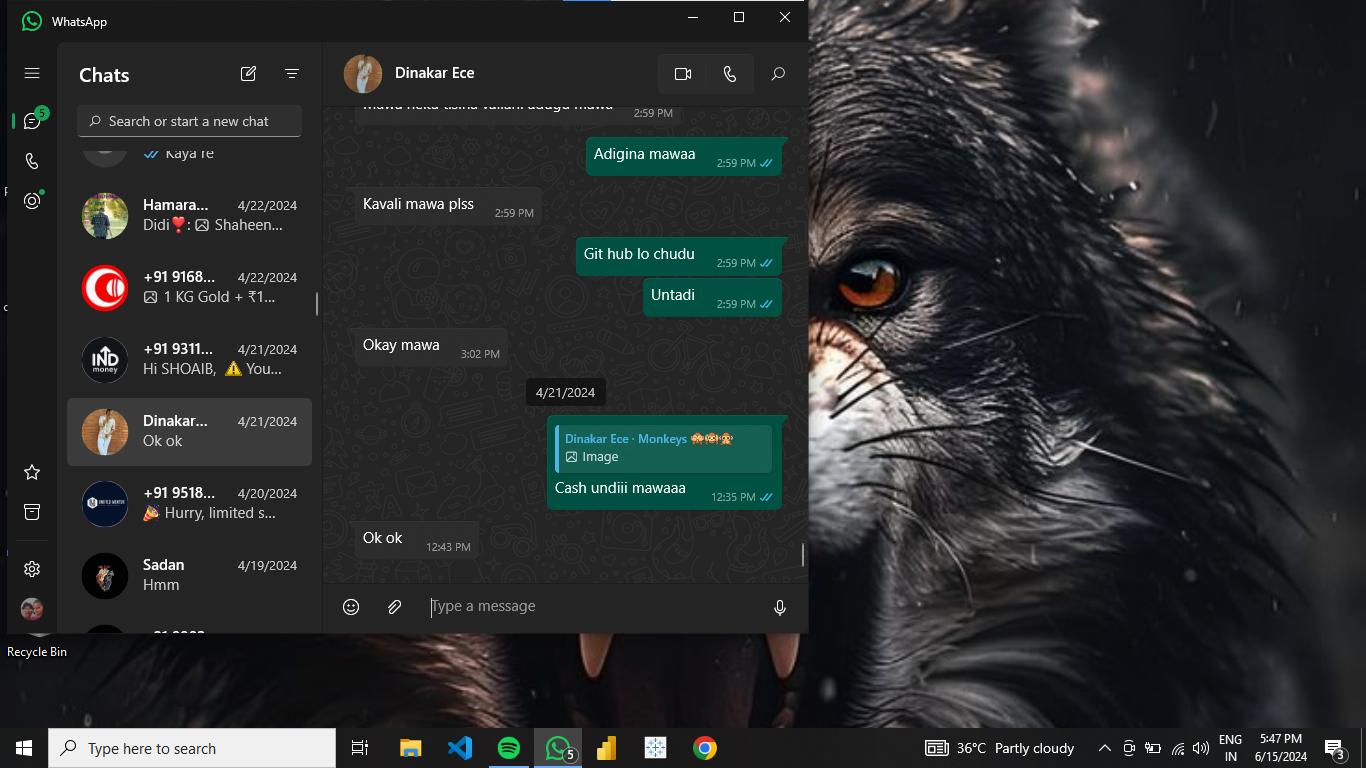 WhatsApp
Chats
Search or start a new chat
Kaya re
Hamara... 4/22/2024
Didi❣️: Shaheen...
+91 9168... 4/22/2024
1 KG Gold + ₹1...
+91 9311... 4/21/2024
Hi SHOAIB, ⚠️ You...
IND
money
Dinakar... 4/21/2024
Ok ok
+91 9518... 4/20/2024
🎉 Hurry, limited s...
Sadan 4/19/2024
Hmm
5
Dinakar Ece
2:59 PM
Adigina mawaa 2:59 PM
Kavali mawa plss 2:59 PM
Git hub lo chudu 2:59 PM
Untadi 2:59 PM
Okay mawa 3:02 PM
4/21/2024
Dinakar Ece · Monkeys 🙈🙉🙊
Image
Cash undiii mawaaa 12:35 PM
Ok ok 12:43 PM
Type a message
Recycle Bin
Type here to search
5
36°C Partly cloudy
ENG
IN
5:47 PM
6/15/2024
3